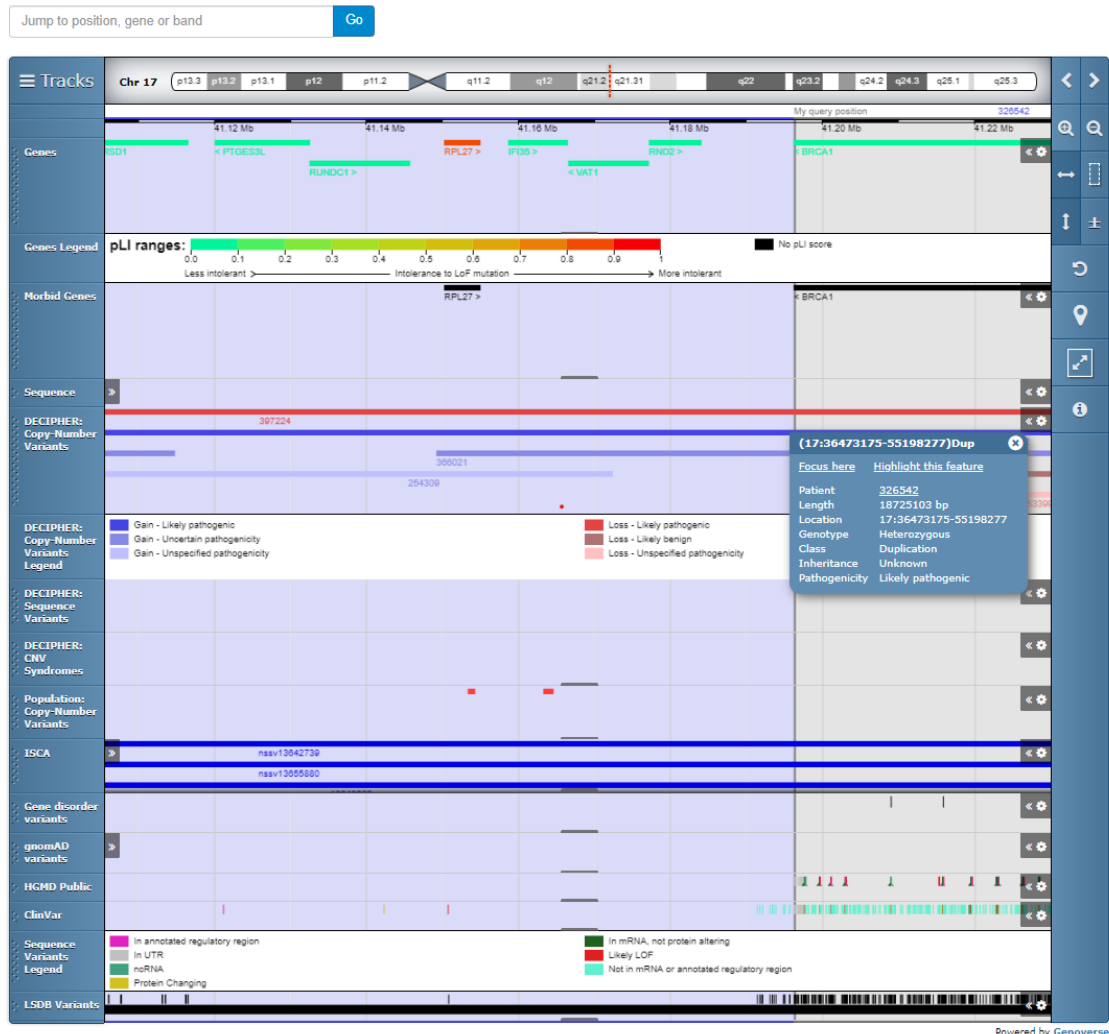 Jump to position, gene or band
Go
Tracks
Chr 17
p13.3 p13.2 p13.1 p12 p11.2 q11.2 q12 q21.2 q21.31 q22 q23.2 q24.2 q24.3 q25.1 q25.3
My query position 326542
41.12 Mb 41.14 Mb 41.16 Mb 41.18 Mb 41.20 Mb 41.22 Mb
Genes
RPL27 > IFI35 > RND2 > < BRCA1
< PTGES3L
RUNDC1 > < VAT1
Genes Legend
pLI ranges:
No pLI score
0.0 0.1 0.2 0.3 0.4 0.5 0.6 0.7 0.8 0.9 1
Less intolerant > Intolerance to LoF mutation > More intolerant
Morbid Genes
RPL27 > < BRCA1
Sequence
DECIPHER:
Copy-Number
Variants
397224
366021
254309
(17:36473175-55198277)Dup
Focus here Highlight this feature
Patient 326542
Length 18725103 bp
Location 17:36473175-55198277
Genotype Heterozygous
Class Duplication
Inheritance Unknown
Pathogenicity Likely pathogenic
DECIPHER:
Copy-Number
Variants
Legend
Gain - Likely pathogenic
Gain - Uncertain pathogenicity
Gain - Unspecified pathogenicity
Loss - Likely pathogenic
Loss - Likely benign
Loss - Unspecified pathogenicity
DECIPHER:
Sequence
Variants
DECIPHER:
CNV
Syndromes
Population:
Copy-Number
Variants
ISCA
nssv13642739
nssv13655880
Gene disorder
variants
gnomAD
variants
HGMD Public
ClinVar
Sequence
Variants
Legend
In annotated regulatory region
In UTR
ncRNA
Protein Changing
In mRNA, not protein altering
Likely LOF
Not in mRNA or annotated regulatory region
LSDB Variants
Powered by Genoverse